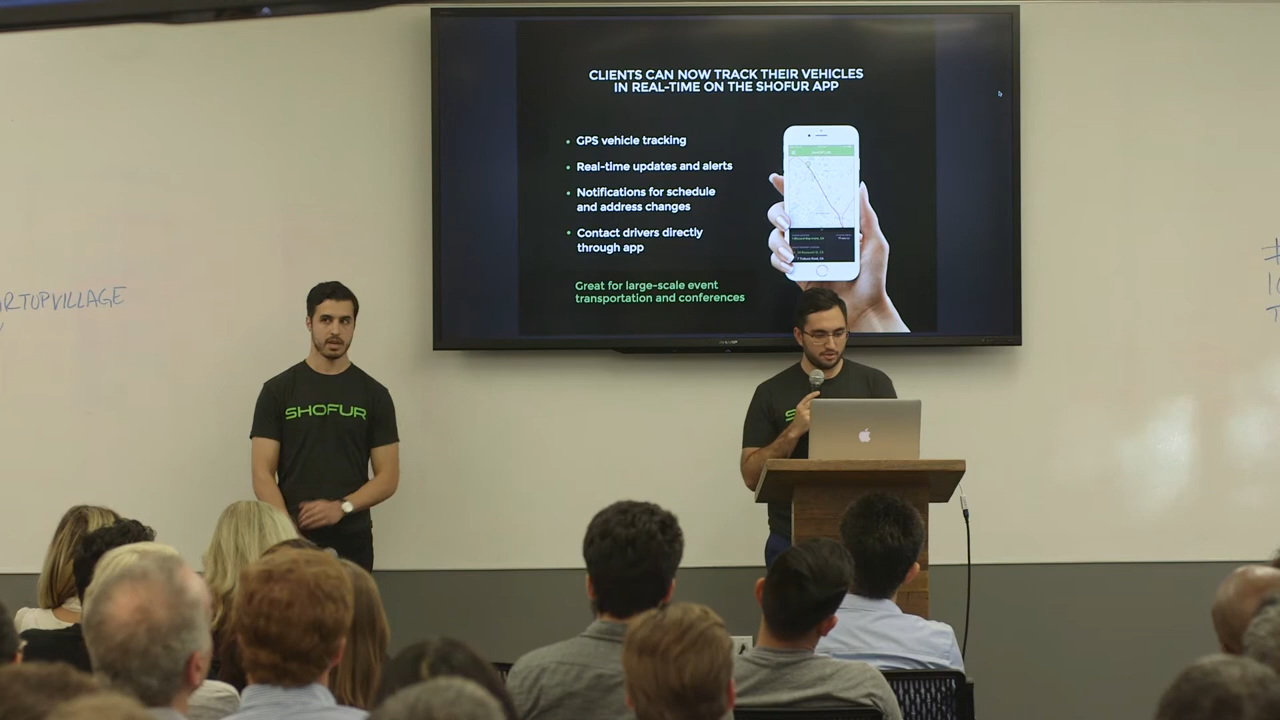 CLIENTS CAN NOW TRACK THEIR VEHICLES
IN REAL-TIME ON THE SHOFUR APP
• GPS vehicle tracking
• Real-time updates and alerts
• Notifications for schedule
and address changes
• Contact drivers directly
through app
Great for large-scale event
transportation and conferences
RTUPVILLAGE
SHOFUR